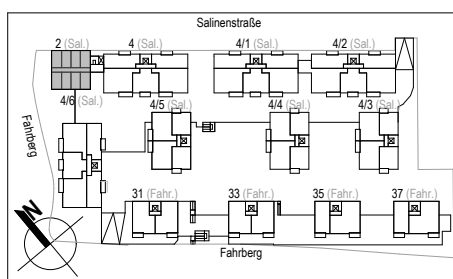 Salinenstraße
2 (Sal.) 4 (Sal.) 4/1 (Sal.) 4/2 (Sal.)
4/6 (Sal.) 4/5 (Sal.) 4/4 (Sal.) 4/3 (Sal.)
Fahrberg
31 (Fahr.) 33 (Fahr.) 35 (Fahr.) 37 (Fahr.)
N
Fahrberg